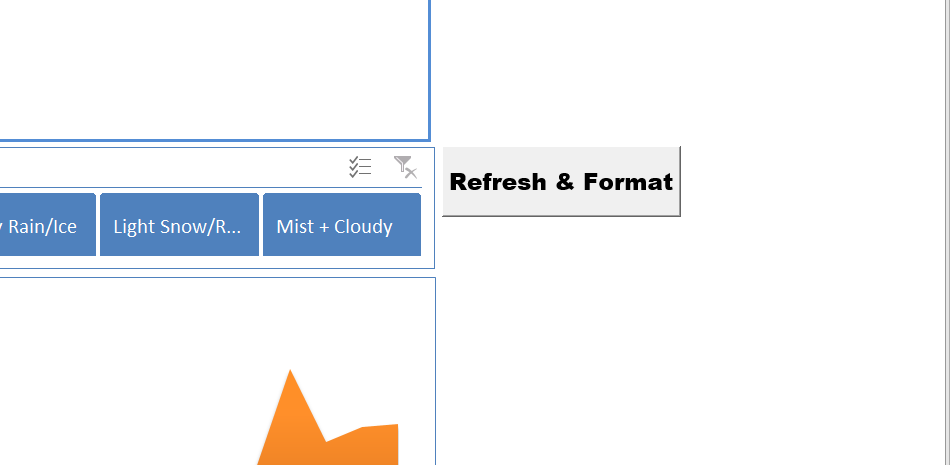 Refresh & Format
Rain/Ice
Light Snow/R...
Mist + Cloudy